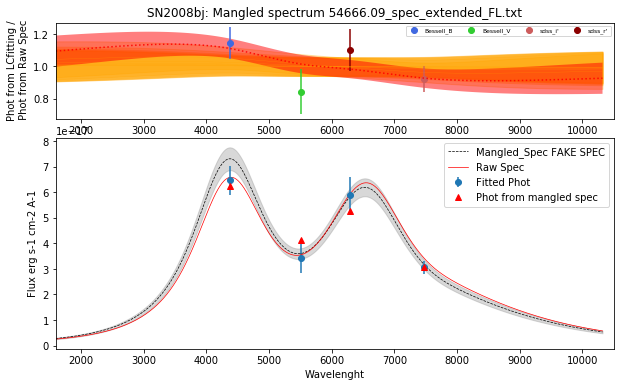 SN2008bj: Mangled spectrum 54666.09_spec_extended_FL.txt
Phot from LCfitting /
Phot from Raw Spec
1.2
1.0
0.8
Bessell_B
Bessell_V
sdss_i'
sdss_r'
2000 3000 4000 5000 6000 7000 8000 9000 10000
1e-17
Flux erg s-1 cm-2 A-1
8
7
6
5
4
3
2
1
0
Mangled_Spec FAKE SPEC
Raw Spec
Fitted Phot
Phot from mangled spec
2000 3000 4000 5000 6000 7000 8000 9000 10000
Wavelenght